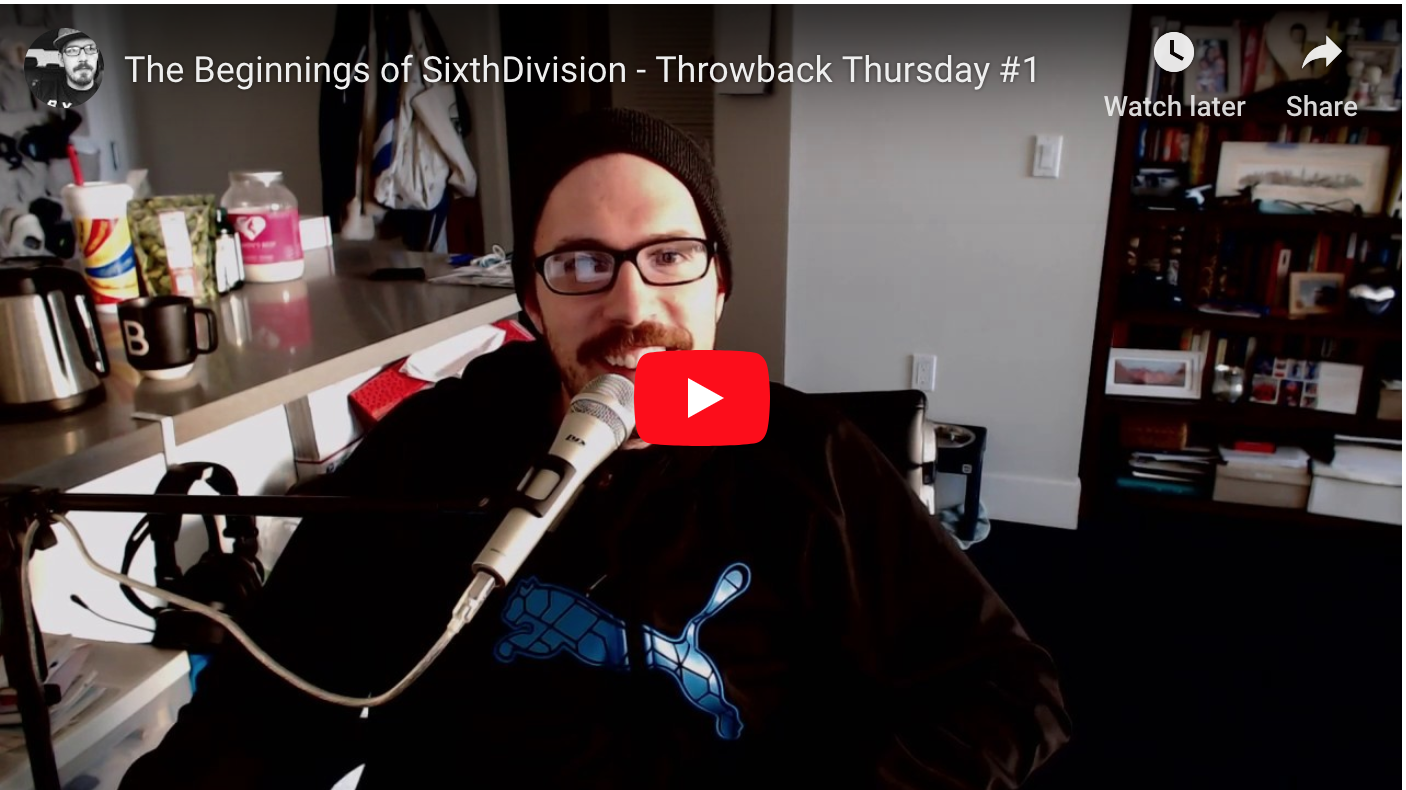 The Beginnings of SixthDivision - Throwback Thursday #1
Watch later
Share
B